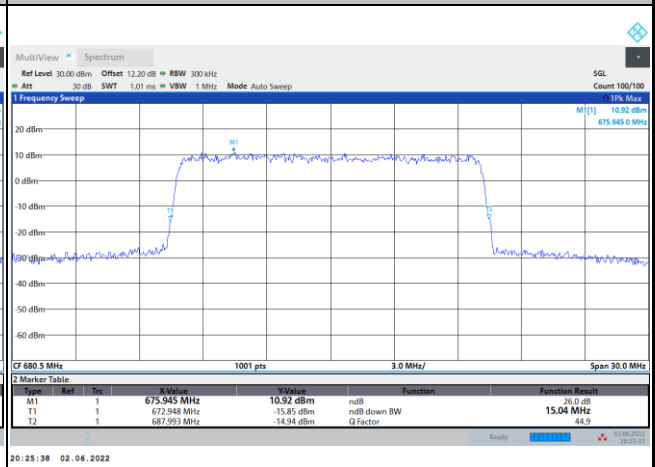 MultiView Spectrum
Ref Level 30.00 dBm Offset 12.20 dB RBW 300 kHz SGL
Att 30 dB SWT 1.01 ms VBW 1 MHz Mode Auto Sweep Count 100/100
1 Frequency Sweep 1Pk Max
M1[1] 10.92 dBm
675.945 0 MHz
M1
20 dBm
10 dBm
0 dBm
-10 dBm
T1
T2
-20 dBm
-30 dBm
-40 dBm
-50 dBm
-60 dBm
CF 680.5 MHz 1001 pts 3.0 MHz/ Span 30.0 MHz
2 Marker Table
Type Ref Trc X-Value Y-Value Function Function Result
M1 1 675.945 MHz 10.92 dBm ndB 26.0 dB
T1 1 672.948 MHz -15.85 dBm ndB down BW 15.04 MHz
T2 1 687.993 MHz -14.94 dBm Q Factor 44.9
Ready 02.06.2022
20:25:37
20:25:38 02.06.2022